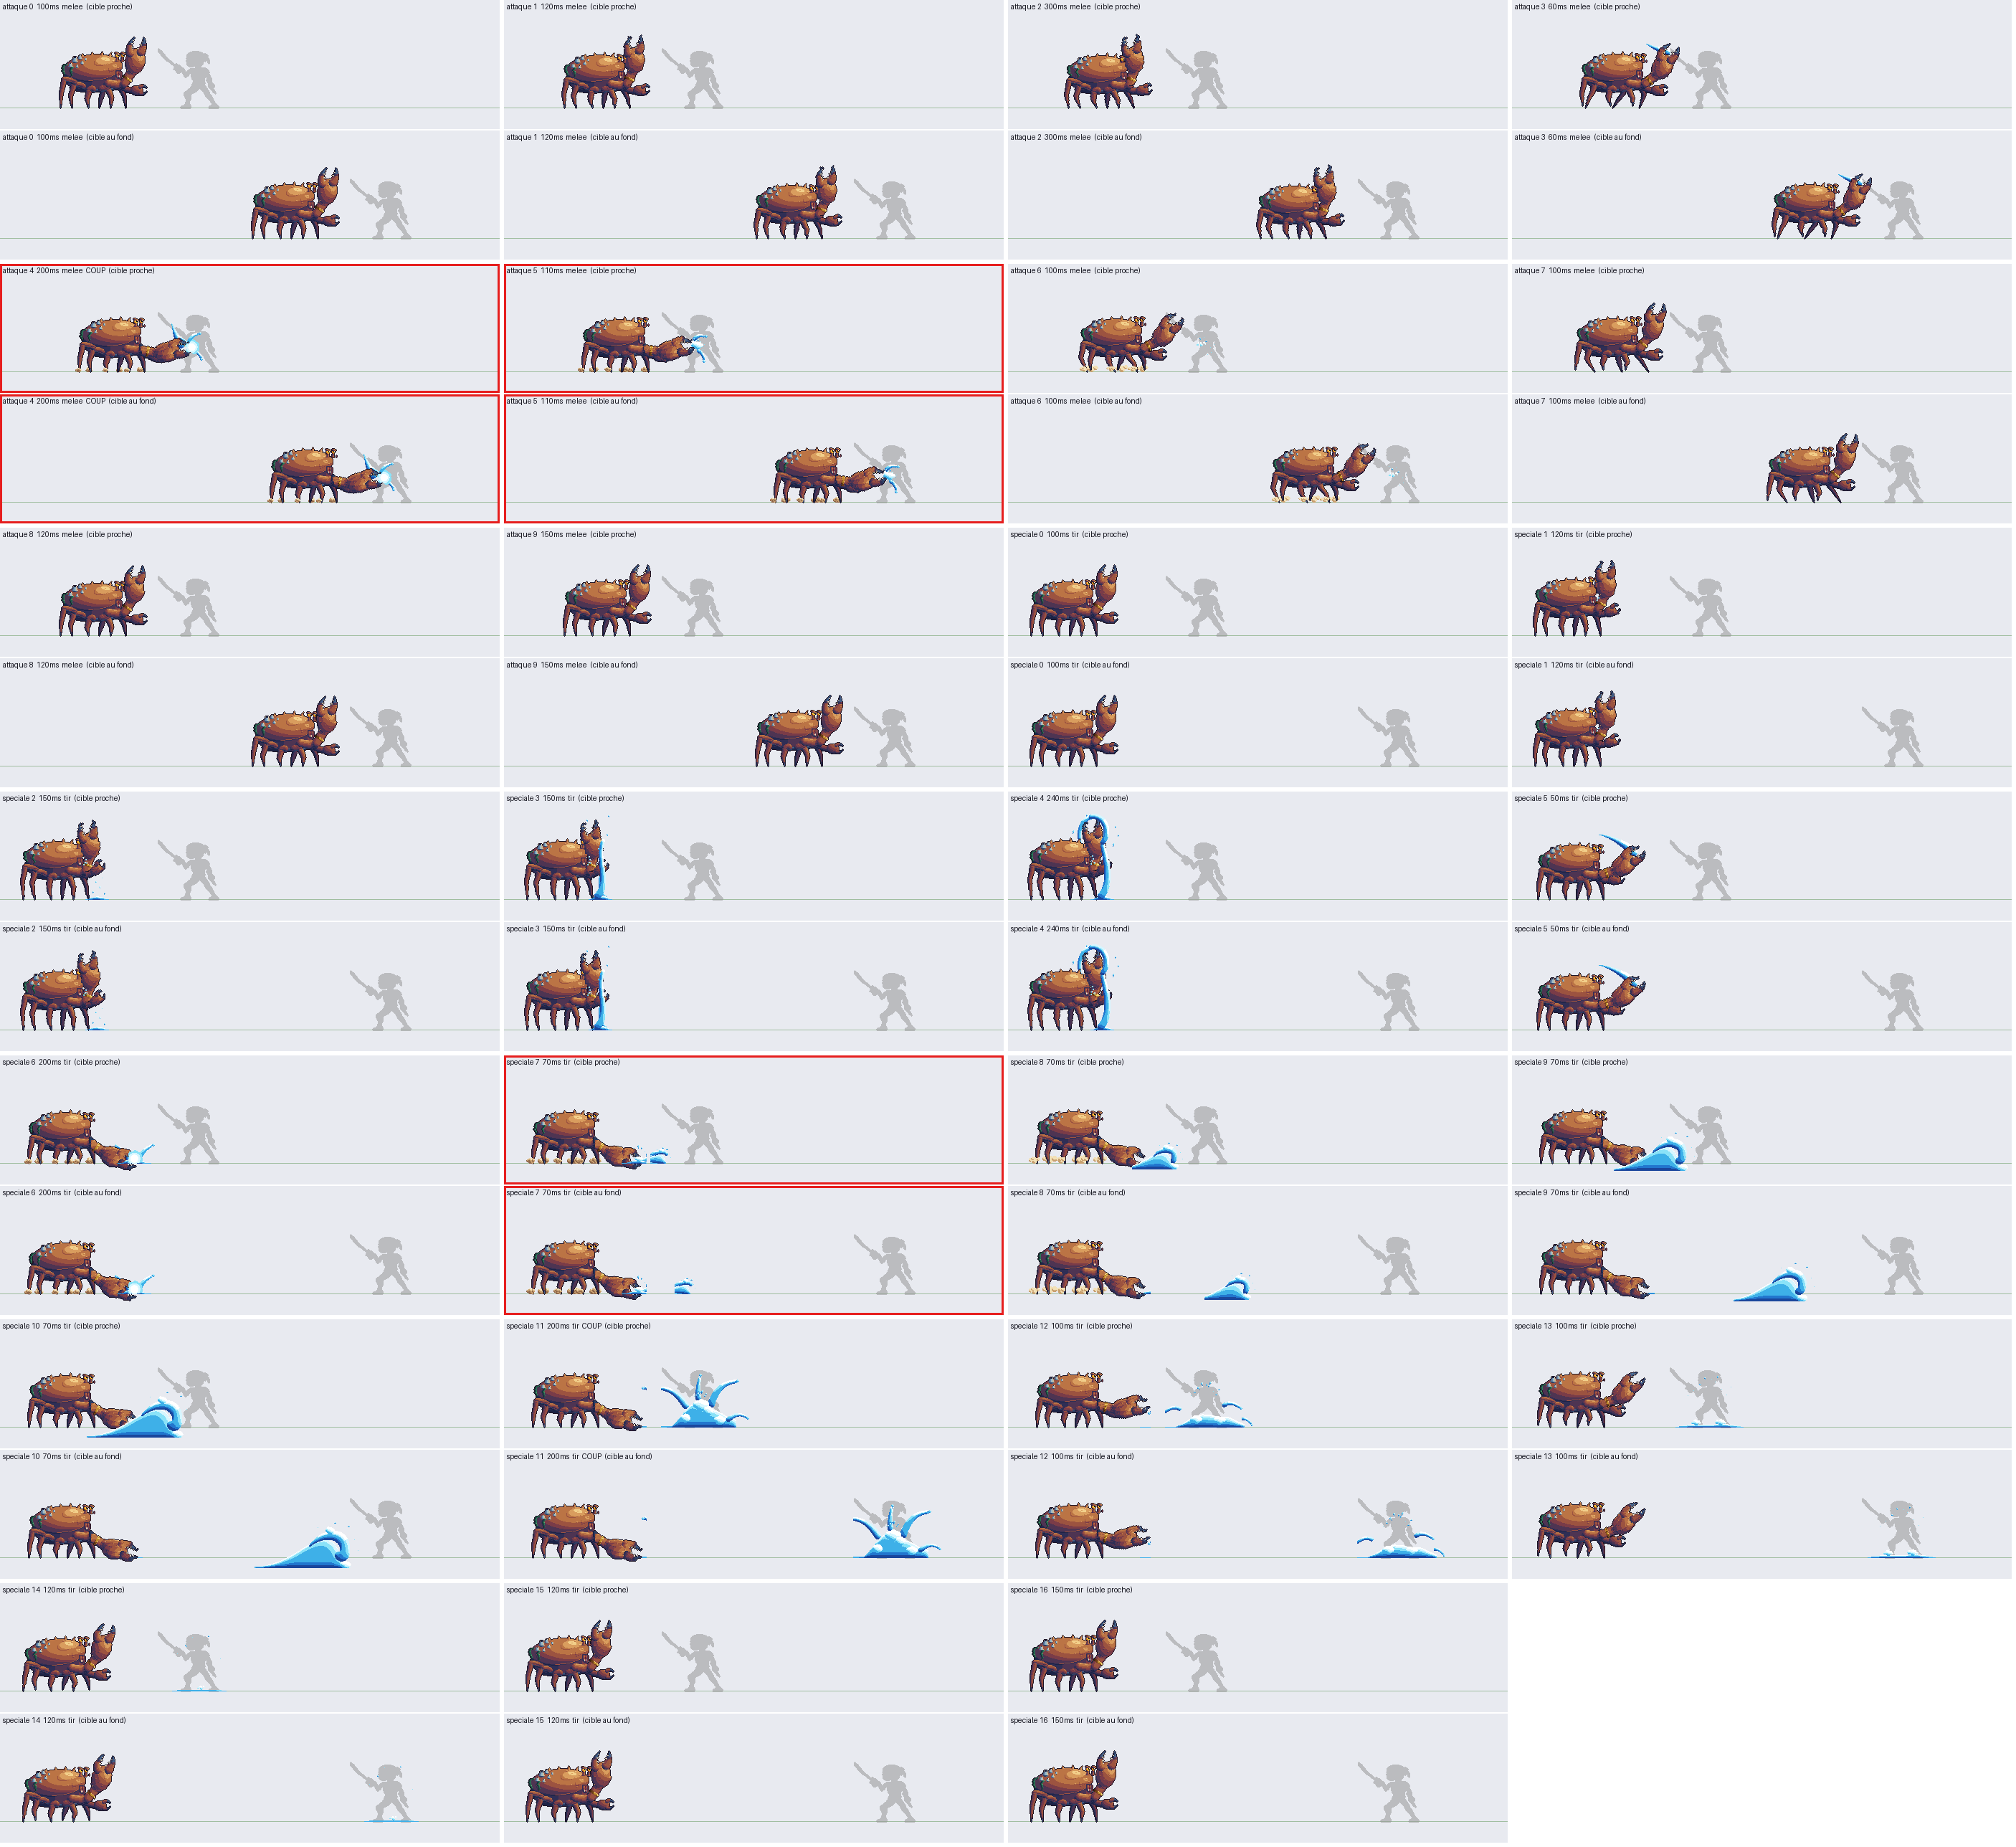 attaque 0 100ms melee (cible proche)
attaque 1 120ms melee (cible proche)
attaque 2 300ms melee (cible proche)
attaque 3 60ms melee (cible proche)
attaque 0 100ms melee (cible au fond)
attaque 1 120ms melee (cible au fond)
attaque 2 300ms melee (cible au fond)
attaque 3 60ms melee (cible au fond)
attaque 4 200ms melee COUP (cible proche)
attaque 5 110ms melee (cible proche)
attaque 6 100ms melee (cible proche)
attaque 7 100ms melee (cible proche)
attaque 4 200ms melee COUP (cible au fond)
attaque 5 110ms melee (cible au fond)
attaque 6 100ms melee (cible au fond)
attaque 7 100ms melee (cible au fond)
attaque 8 120ms melee (cible proche)
attaque 9 150ms melee (cible proche)
speciale 0 100ms tir (cible proche)
speciale 1 120ms tir (cible proche)
attaque 8 120ms melee (cible au fond)
attaque 9 150ms melee (cible au fond)
speciale 0 100ms tir (cible au fond)
speciale 1 120ms tir (cible au fond)
speciale 2 150ms tir (cible proche)
speciale 3 150ms tir (cible proche)
speciale 4 240ms tir (cible proche)
speciale 5 50ms tir (cible proche)
speciale 2 150ms tir (cible au fond)
speciale 3 150ms tir (cible au fond)
speciale 4 240ms tir (cible au fond)
speciale 5 50ms tir (cible au fond)
speciale 6 200ms tir (cible proche)
speciale 7 70ms tir (cible proche)
speciale 8 70ms tir (cible proche)
speciale 9 70ms tir (cible proche)
speciale 6 200ms tir (cible au fond)
speciale 7 70ms tir (cible au fond)
speciale 8 70ms tir (cible au fond)
speciale 9 70ms tir (cible au fond)
speciale 10 70ms tir (cible proche)
speciale 11 200ms tir COUP (cible proche)
speciale 12 100ms tir (cible proche)
speciale 13 100ms tir (cible proche)
speciale 10 70ms tir (cible au fond)
speciale 11 200ms tir COUP (cible au fond)
speciale 12 100ms tir (cible au fond)
speciale 13 100ms tir (cible au fond)
speciale 14 120ms tir (cible proche)
speciale 15 120ms tir (cible proche)
speciale 16 150ms tir (cible proche)
speciale 14 120ms tir (cible au fond)
speciale 15 120ms tir (cible au fond)
speciale 16 150ms tir (cible au fond)